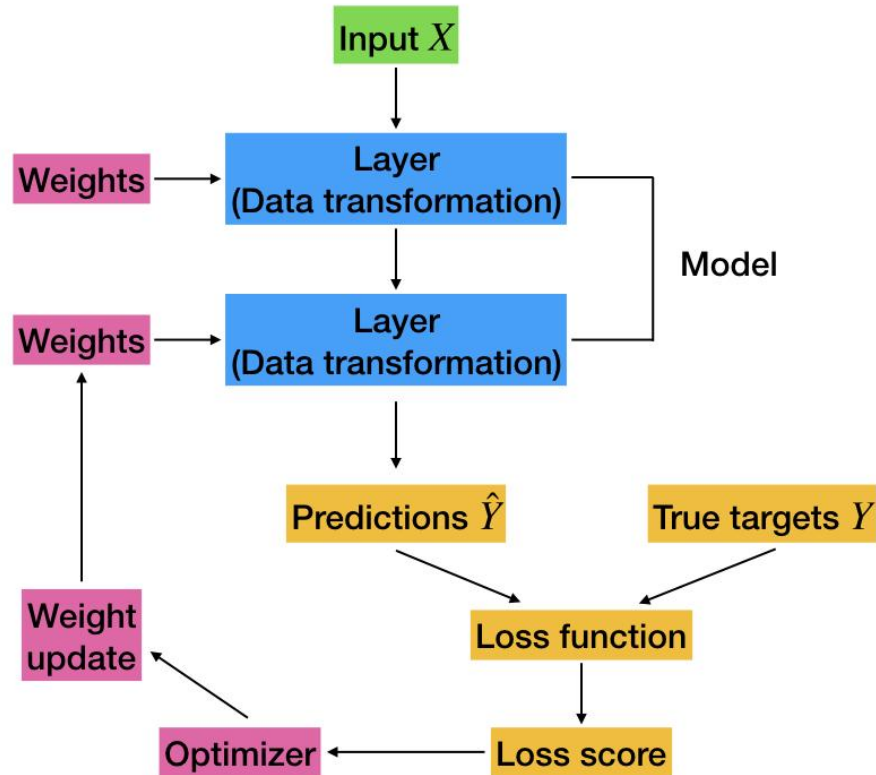 Input X
Weights
Layer
(Data transformation)
Model
Weights
Layer
(Data transformation)
Predictions Ŷ
True targets Y
Weight
update
Loss function
Optimizer
Loss score